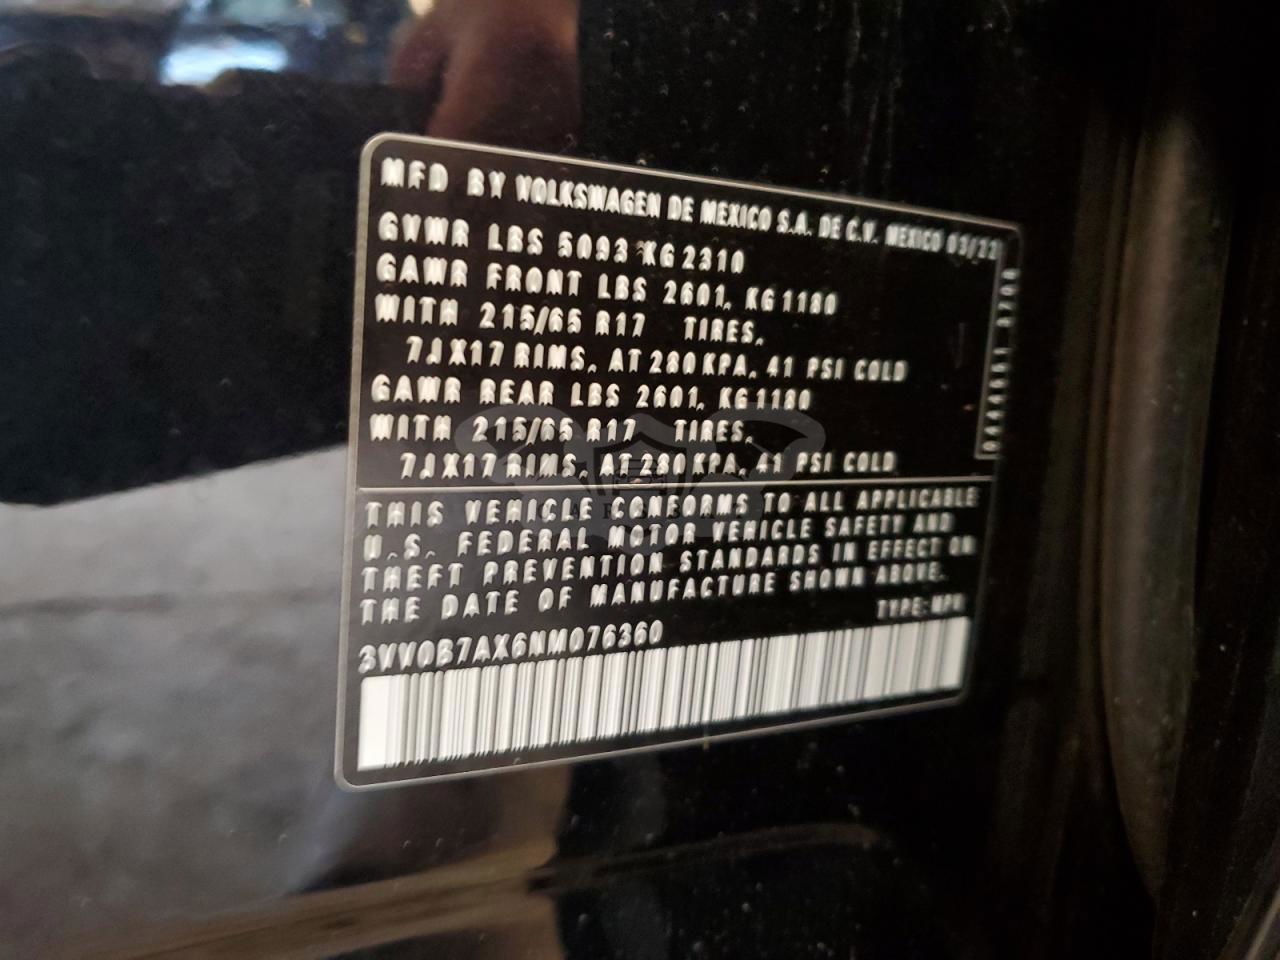 MFD BY VOLKSWAGEN DE MEXICO S.A. DE C.V. MEXICO 03/22
GVWR LBS 5093 KG 2310
GAWR FRONT LBS 2601, KG 1180
WITH 215/65 R17 TIRES,
7JX17 RIMS, AT 280 KPA, 41 PSI COLD
GAWR REAR LBS 2601, KG 1180
WITH 215/65 R17 TIRES,
7JX17 RIMS, AT 280 KPA, 41 PSI COLD
THIS VEHICLE CONFORMS TO ALL APPLICABLE
U.S. FEDERAL MOTOR VEHICLE SAFETY AND
THEFT PREVENTION STANDARDS IN EFFECT ON
THE DATE OF MANUFACTURE SHOWN ABOVE.
TYPE: MPV
3VV0B7AX6NM076360